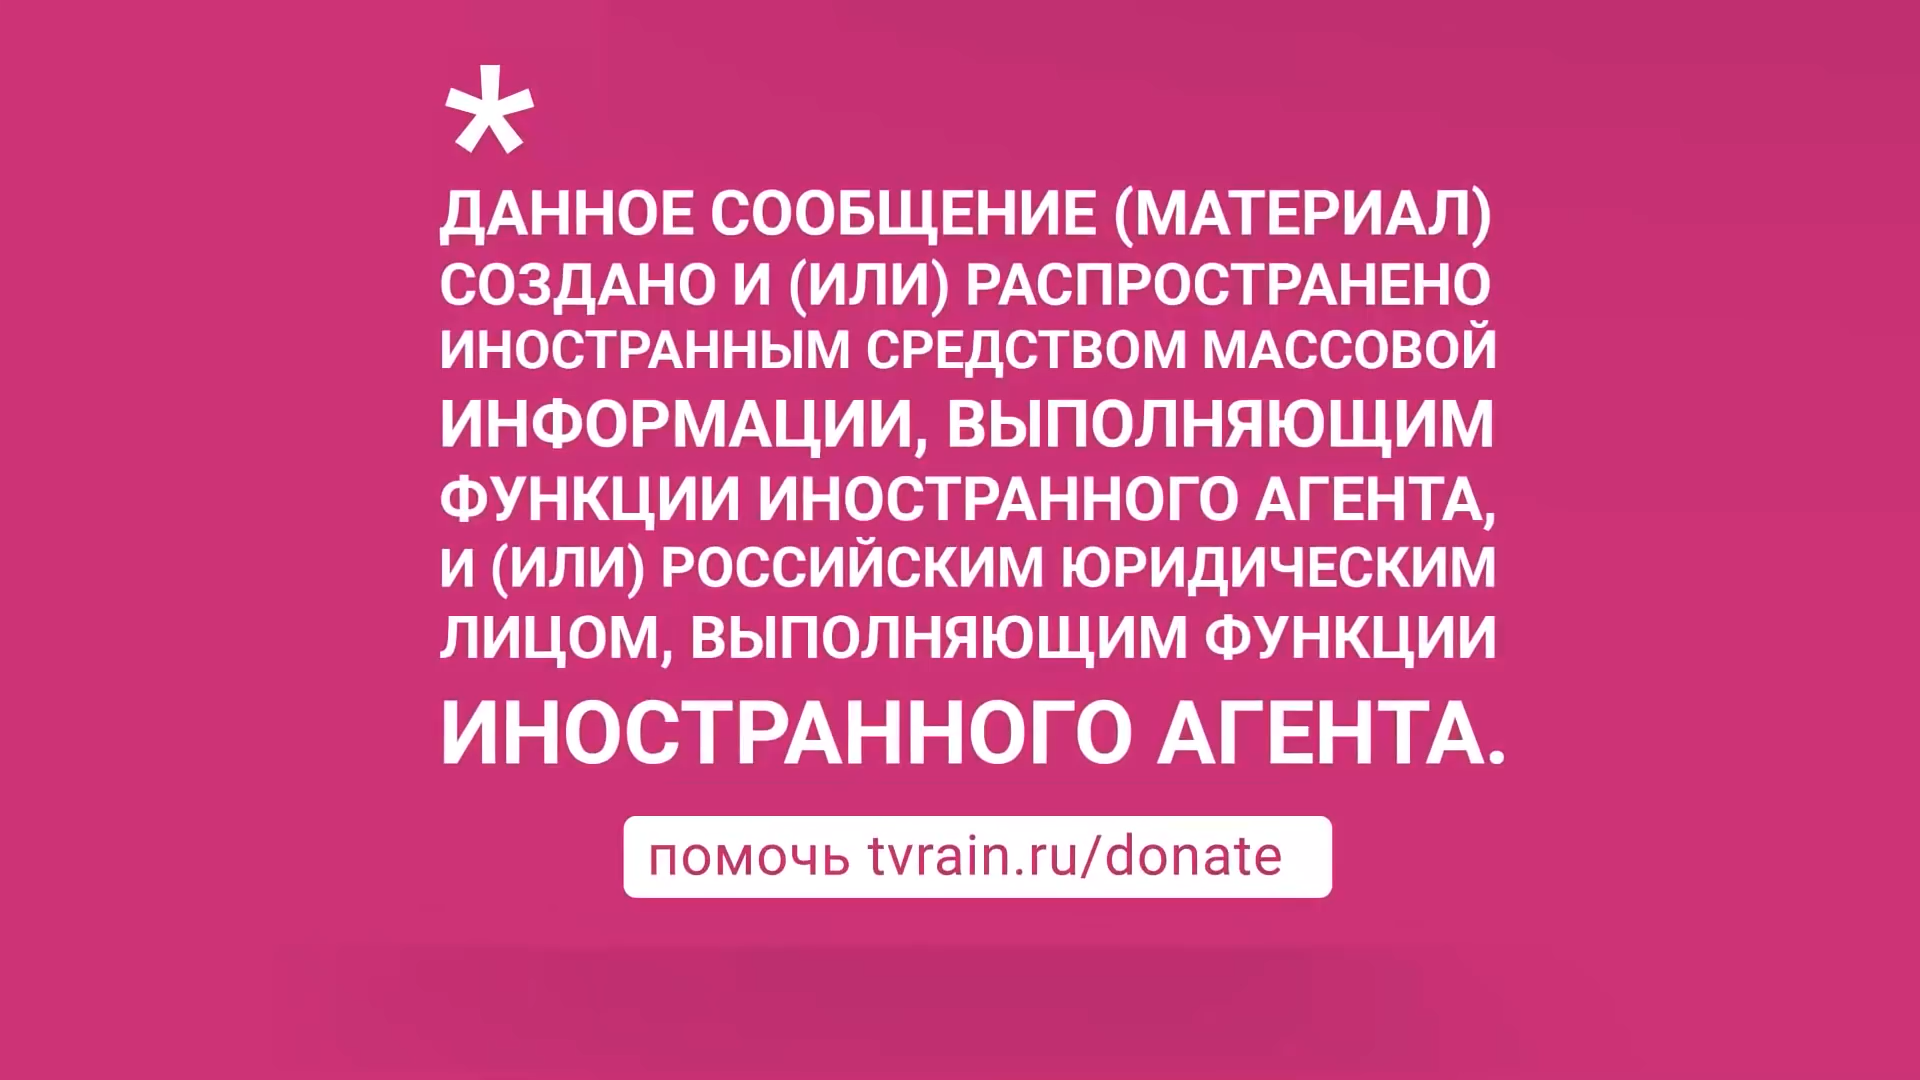 *
ДАННОЕ СООБЩЕНИЕ (МАТЕРИАЛ)
СОЗДАНО И (ИЛИ) РАСПРОСТРАНЕНО
ИНОСТРАННЫМ СРЕДСТВОМ МАССОВОЙ
ИНФОРМАЦИИ, ВЫПОЛНЯЮЩИМ
ФУНКЦИИ ИНОСТРАННОГО АГЕНТА,
И (ИЛИ) РОССИЙСКИМ ЮРИДИЧЕСКИМ
ЛИЦОМ, ВЫПОЛНЯЮЩИМ ФУНКЦИИ
ИНОСТРАННОГО АГЕНТА.
помочь tvrain.ru/donate